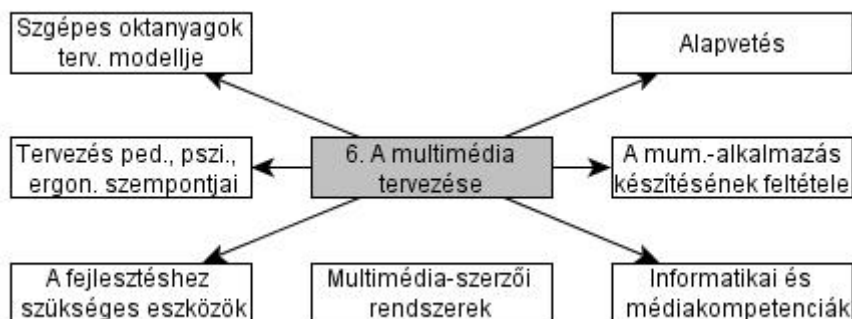 Szgépes oktanyagok
terv. modellje
Alapvetés
Tervezés ped., pszi.,
ergon. szempontjai
6. A multimédia
tervezése
A mum.-alkalmazás
készítésének feltétele
A fejlesztéshez
szükséges eszközök
Multimédia-szerzői
rendszerek
Informatikai és
médiakompetenciák